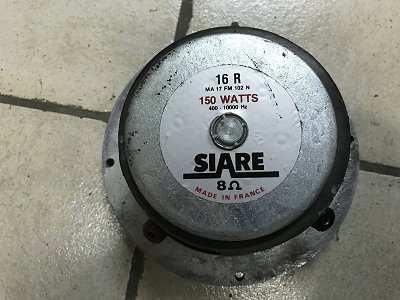 16 R
MA 17 FM 102 N
150 WATTS
400 - 10000 Hz
SIARE
8Ω
MADE IN FRANCE